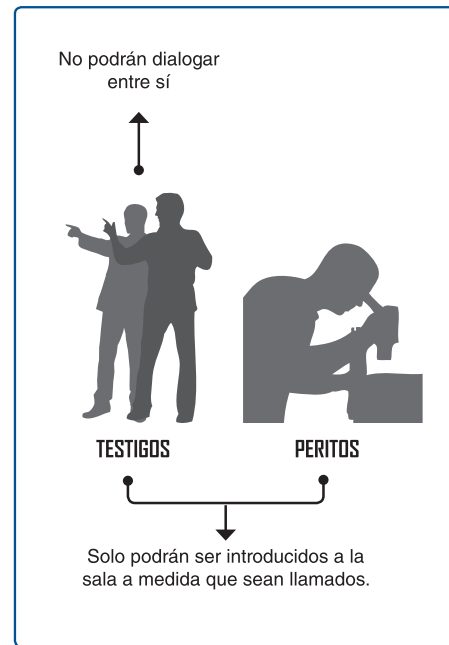 No podrán dialogar
entre sí
TESTIGOS
PERITOS
Solo podrán ser introducidos a la
sala a medida que sean llamados.